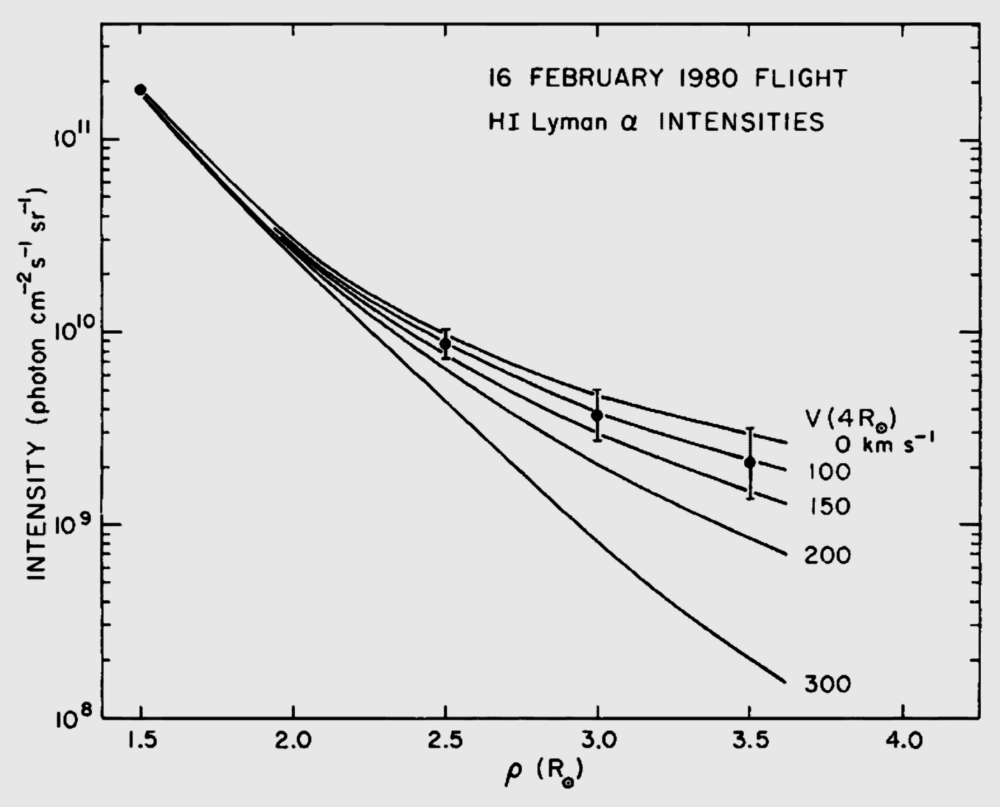 16 FEBRUARY 1980 FLIGHT
HI Lyman α INTENSITIES
INTENSITY (photon cm⁻² s⁻¹ sr⁻¹)
10¹¹
10¹⁰
10⁹
10⁸
V (4 R⊙)
0 km s⁻¹
100
150
200
300
1.5 2.0 2.5 3.0 3.5 4.0
ρ (R⊙)